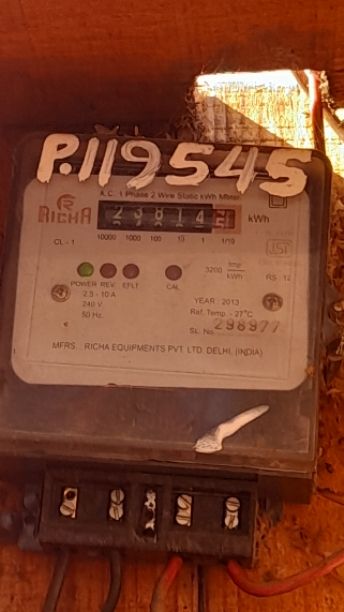 P.119545
A.C. 1 Phase 2 Wire Static kWh Meter
RICHA
23814
kWh
CL - 1
10000 1000 100 10 1 1/10
POWER REV. E/LT CAL
3200 imp/kWh
RS : 12
2.5 - 10 A
240 V
50 Hz.
YEAR : 2013
Ref. Temp. - 27°C
SL. No. 298977
MFRS. RICHA EQUIPMENTS PVT. LTD. DELHI. (INDIA)